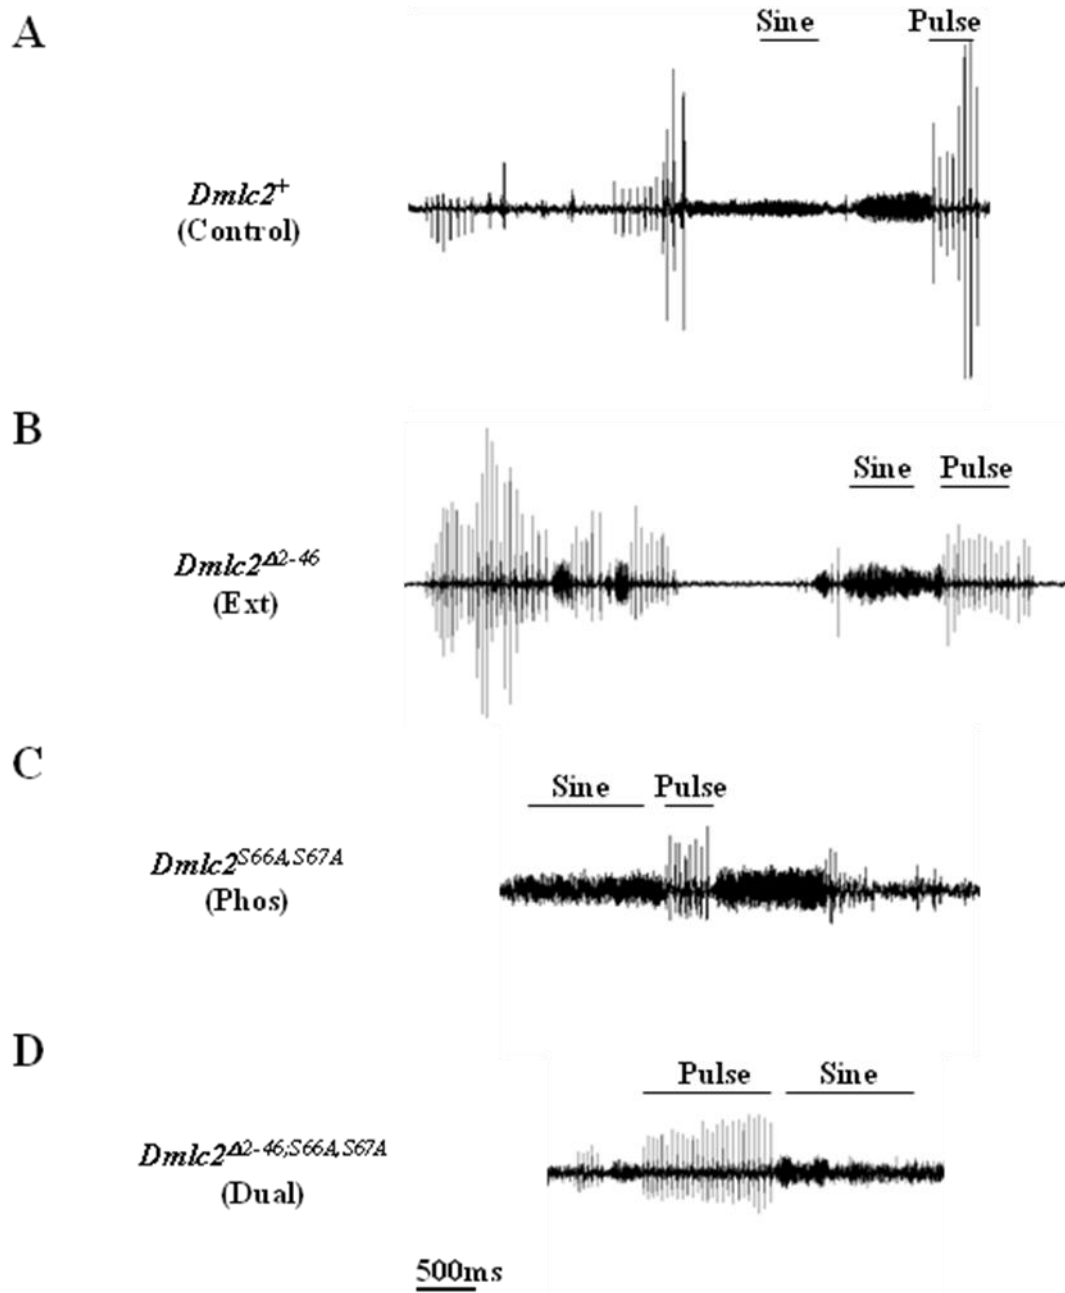 A
Sine Pulse
Dmlc2+
(Control)
B
Sine Pulse
Dmlc2Δ2-46
(Ext)
C
Sine Pulse
Dmlc2S66A,S67A
(Phos)
D
Pulse Sine
Dmlc2Δ2-46;S66A,S67A
(Dual)
500ms